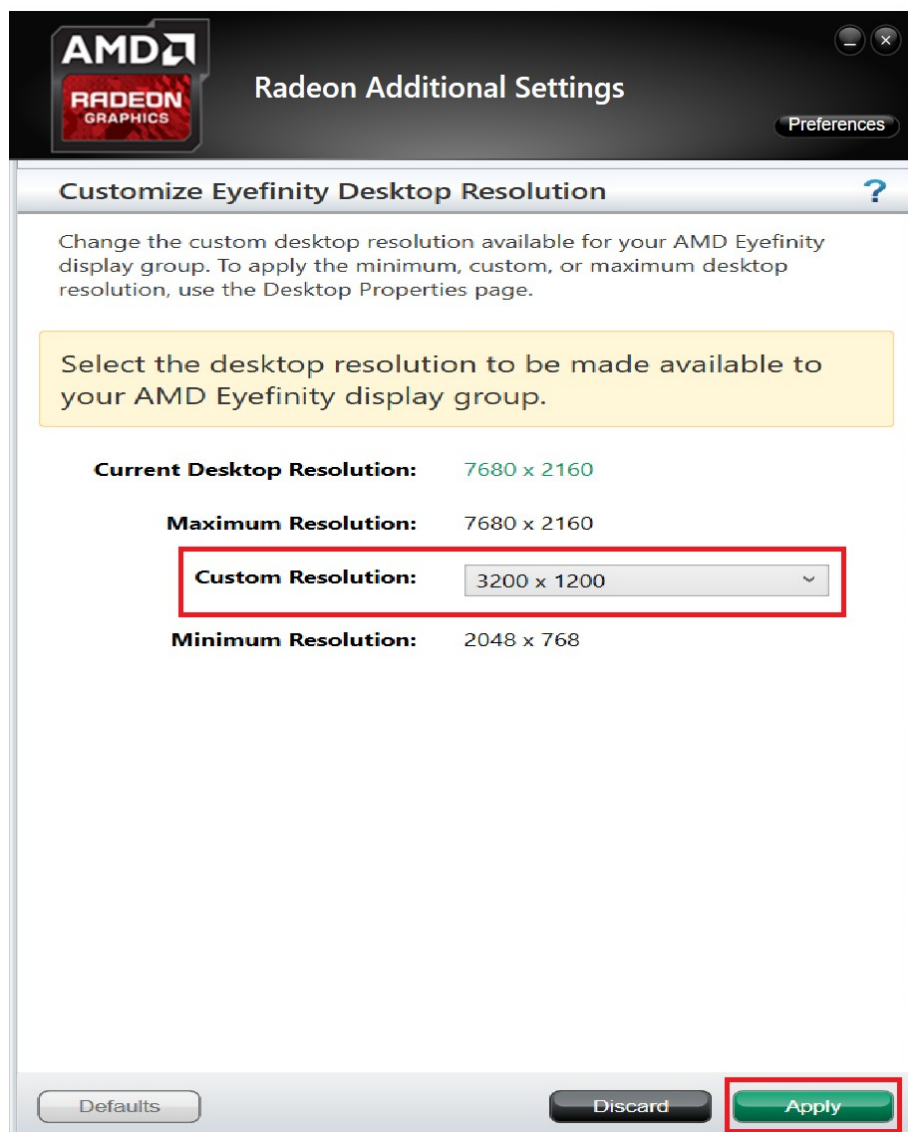 AMD
RADEON
GRAPHICS
Radeon Additional Settings
Preferences
Customize Eyefinity Desktop Resolution
?
Change the custom desktop resolution available for your AMD Eyefinity
display group. To apply the minimum, custom, or maximum desktop
resolution, use the Desktop Properties page.
Select the desktop resolution to be made available to
your AMD Eyefinity display group.
Current Desktop Resolution: 7680 x 2160
Maximum Resolution: 7680 x 2160
Custom Resolution: 3200 x 1200
Minimum Resolution: 2048 x 768
Defaults Discard Apply